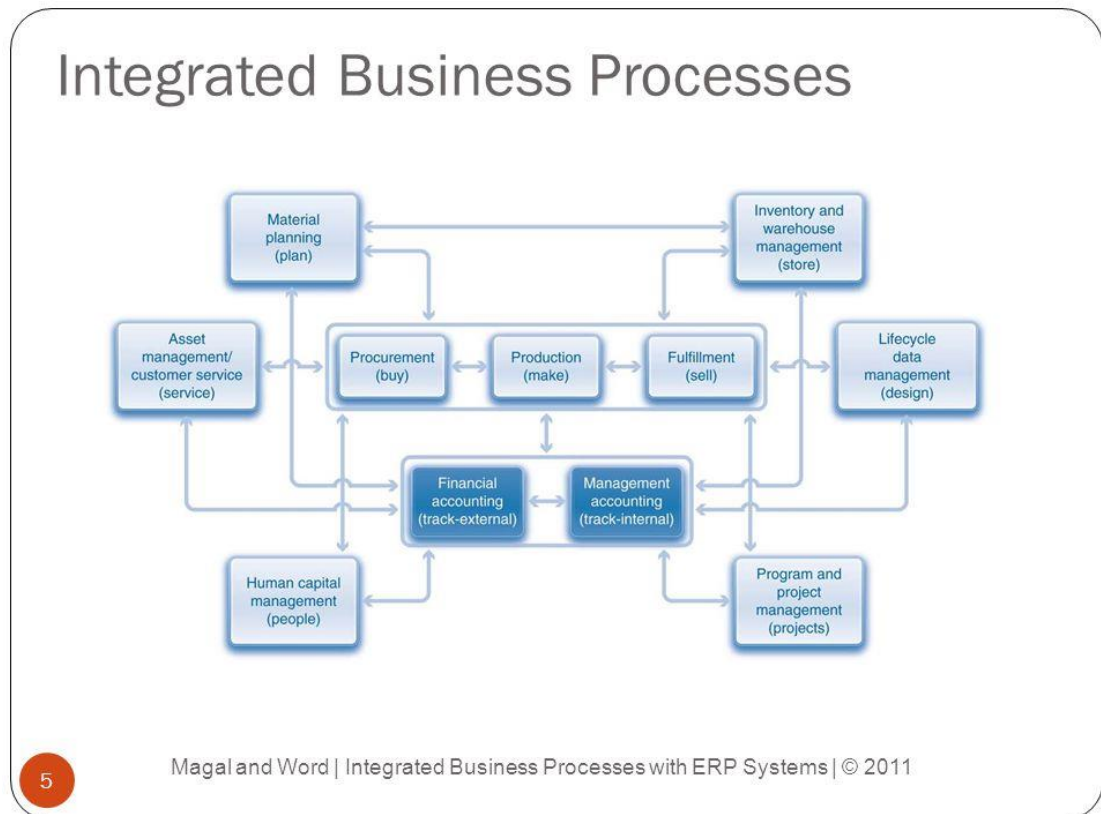 Integrated Business Processes
Material
planning
(plan)
Inventory and
warehouse
management
(store)
Asset
management/
customer service
(service)
Procurement
(buy)
Production
(make)
Fulfillment
(sell)
Lifecycle
data
management
(design)
Financial
accounting
(track-external)
Management
accounting
(track-internal)
Human capital
management
(people)
Program and
project
management
(projects)
5
Magal and Word | Integrated Business Processes with ERP Systems | © 2011